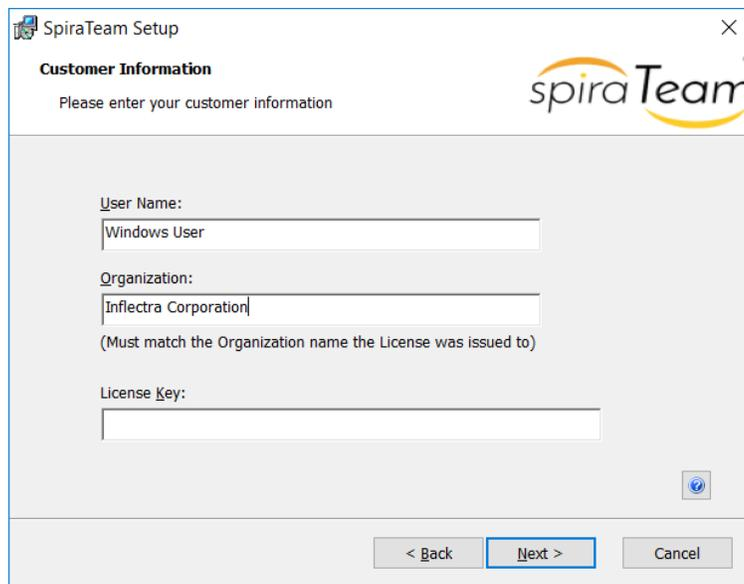 SpiraTeam Setup
Customer Information
Please enter your customer information
spiraTeam
User Name:
Windows User
Organization:
Inflectra Corporation
(Must match the Organization name the License was issued to)
License Key:
< Back
Next >
Cancel